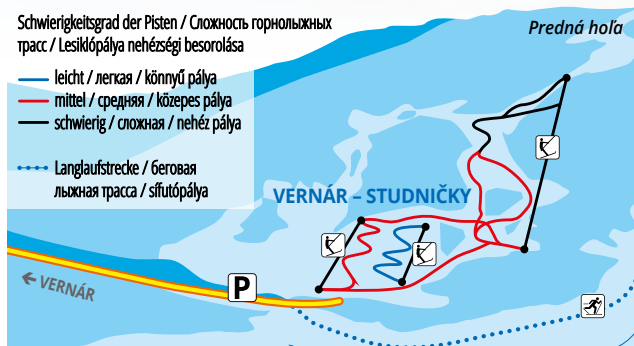 Schwierigkeitsgrad der Pisten / Сложность горнолыжных
трасс / Lesiklópálya nehézségi besorolása
leicht / легкая / könnyű pálya
mittel / средняя / közepes pálya
schwierig / сложная / nehéz pálya
Langlaufstrecke / беговая
лыжная трасса / sífutópálya
Predná hoľa
VERNÁR – STUDNIČKY
P
← VERNÁR